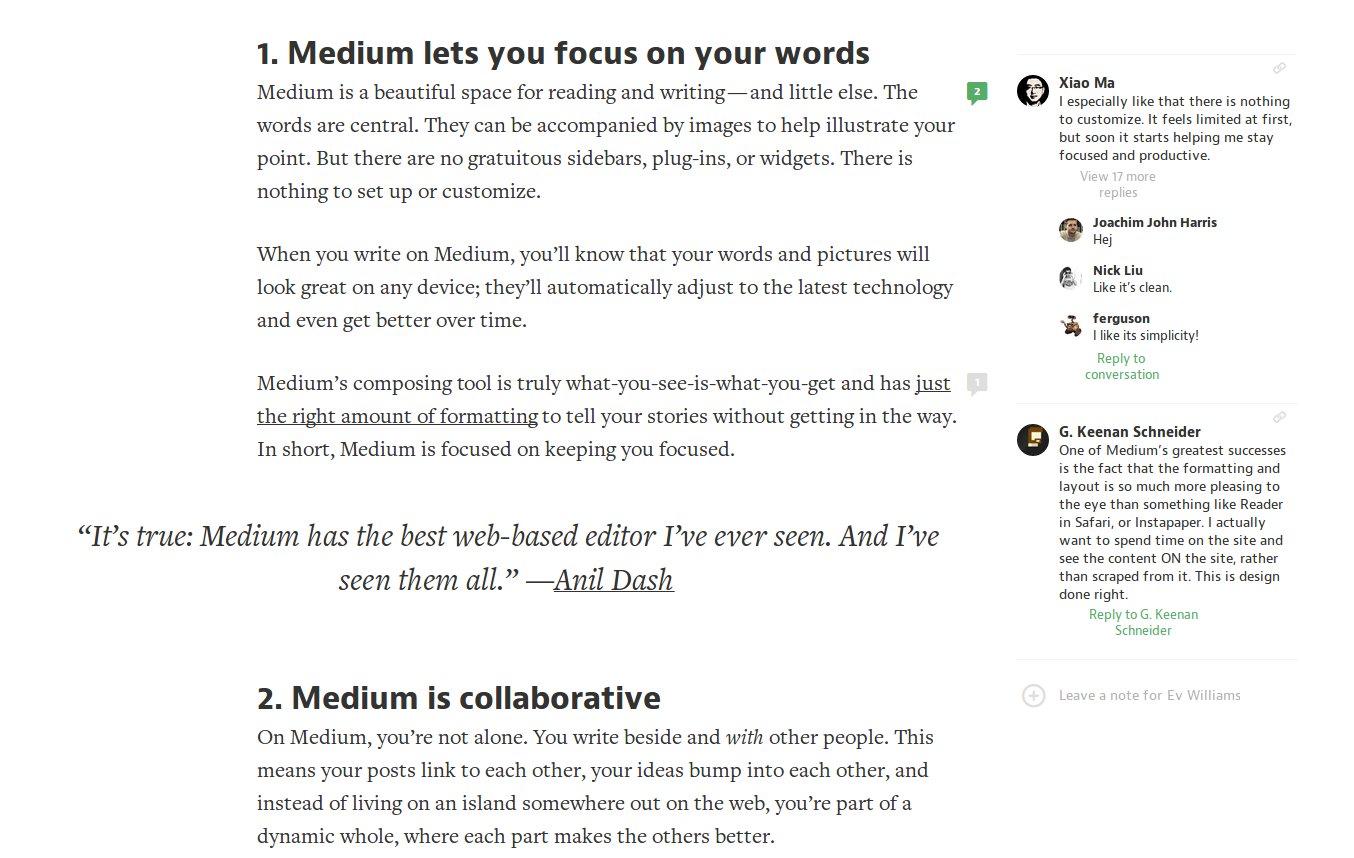 1. Medium lets you focus on your words
Medium is a beautiful space for reading and writing — and little else. The
words are central. They can be accompanied by images to help illustrate your
point. But there are no gratuitous sidebars, plug-ins, or widgets. There is
nothing to set up or customize.
2
When you write on Medium, you’ll know that your words and pictures will
look great on any device; they’ll automatically adjust to the latest technology
and even get better over time.
Medium’s composing tool is truly what-you-see-is-what-you-get and has just
the right amount of formatting to tell your stories without getting in the way.
In short, Medium is focused on keeping you focused.
1
“It’s true: Medium has the best web-based editor I’ve ever seen. And I’ve
seen them all.” —Anil Dash
2. Medium is collaborative
On Medium, you’re not alone. You write beside and with other people. This
means your posts link to each other, your ideas bump into each other, and
instead of living on an island somewhere out on the web, you’re part of a
dynamic whole, where each part makes the others better.
Xiao Ma
I especially like that there is nothing
to customize. It feels limited at first,
but soon it starts helping me stay
focused and productive.
View 17 more
replies
Joachim John Harris
Hej
Nick Liu
Like it’s clean.
ferguson
I like its simplicity!
Reply to
conversation
G. Keenan Schneider
One of Medium’s greatest successes
is the fact that the formatting and
layout is so much more pleasing to
the eye than something like Reader
in Safari, or Instapaper. I actually
want to spend time on the site and
see the content ON the site, rather
than scraped from it. This is design
done right.
Reply to G. Keenan
Schneider
Leave a note for Ev Williams